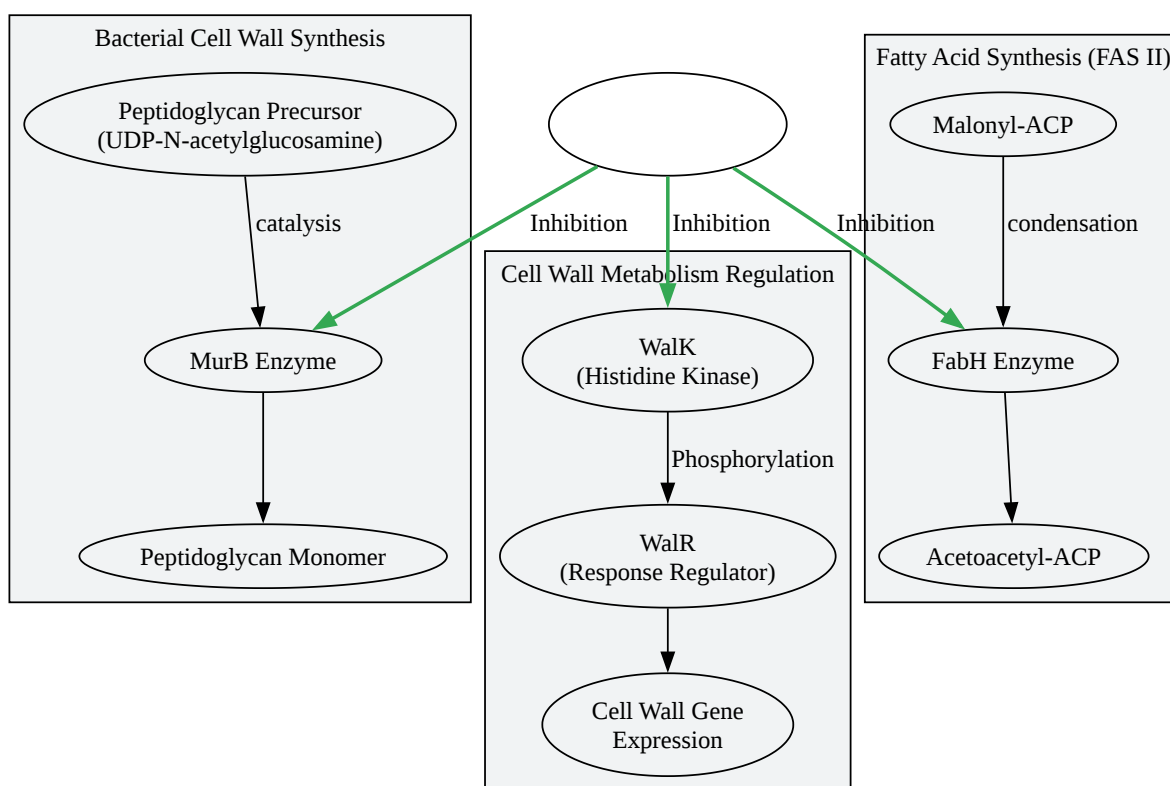 Bacterial Cell Wall Synthesis
Peptidoglycan Precursor
(UDP-N-acetylglucosamine)
catalysis
MurB Enzyme
Peptidoglycan Monomer
Inhibition
Inhibition
Inhibition
Cell Wall Metabolism Regulation
WalK
(Histidine Kinase)
Phosphorylation
WalR
(Response Regulator)
Cell Wall Gene
Expression
Fatty Acid Synthesis (FAS II)
Malonyl-ACP
condensation
FabH Enzyme
Acetoacetyl-ACP